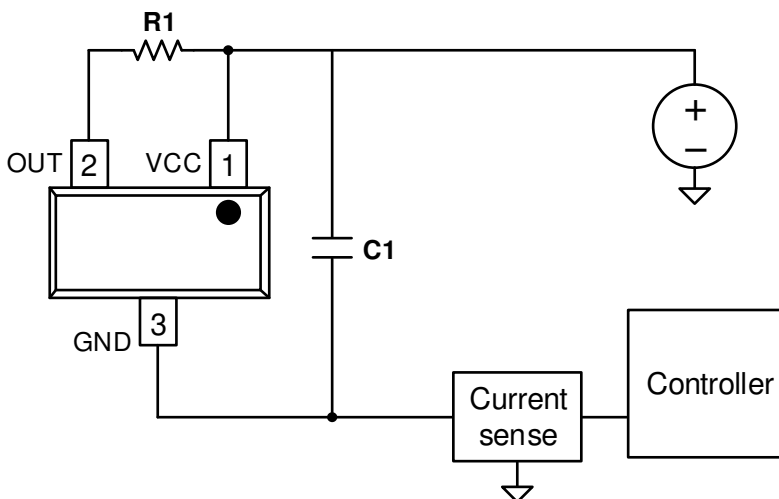 R1
OUT 2 VCC 1
+
−
C1
GND 3
Current
sense
Controller